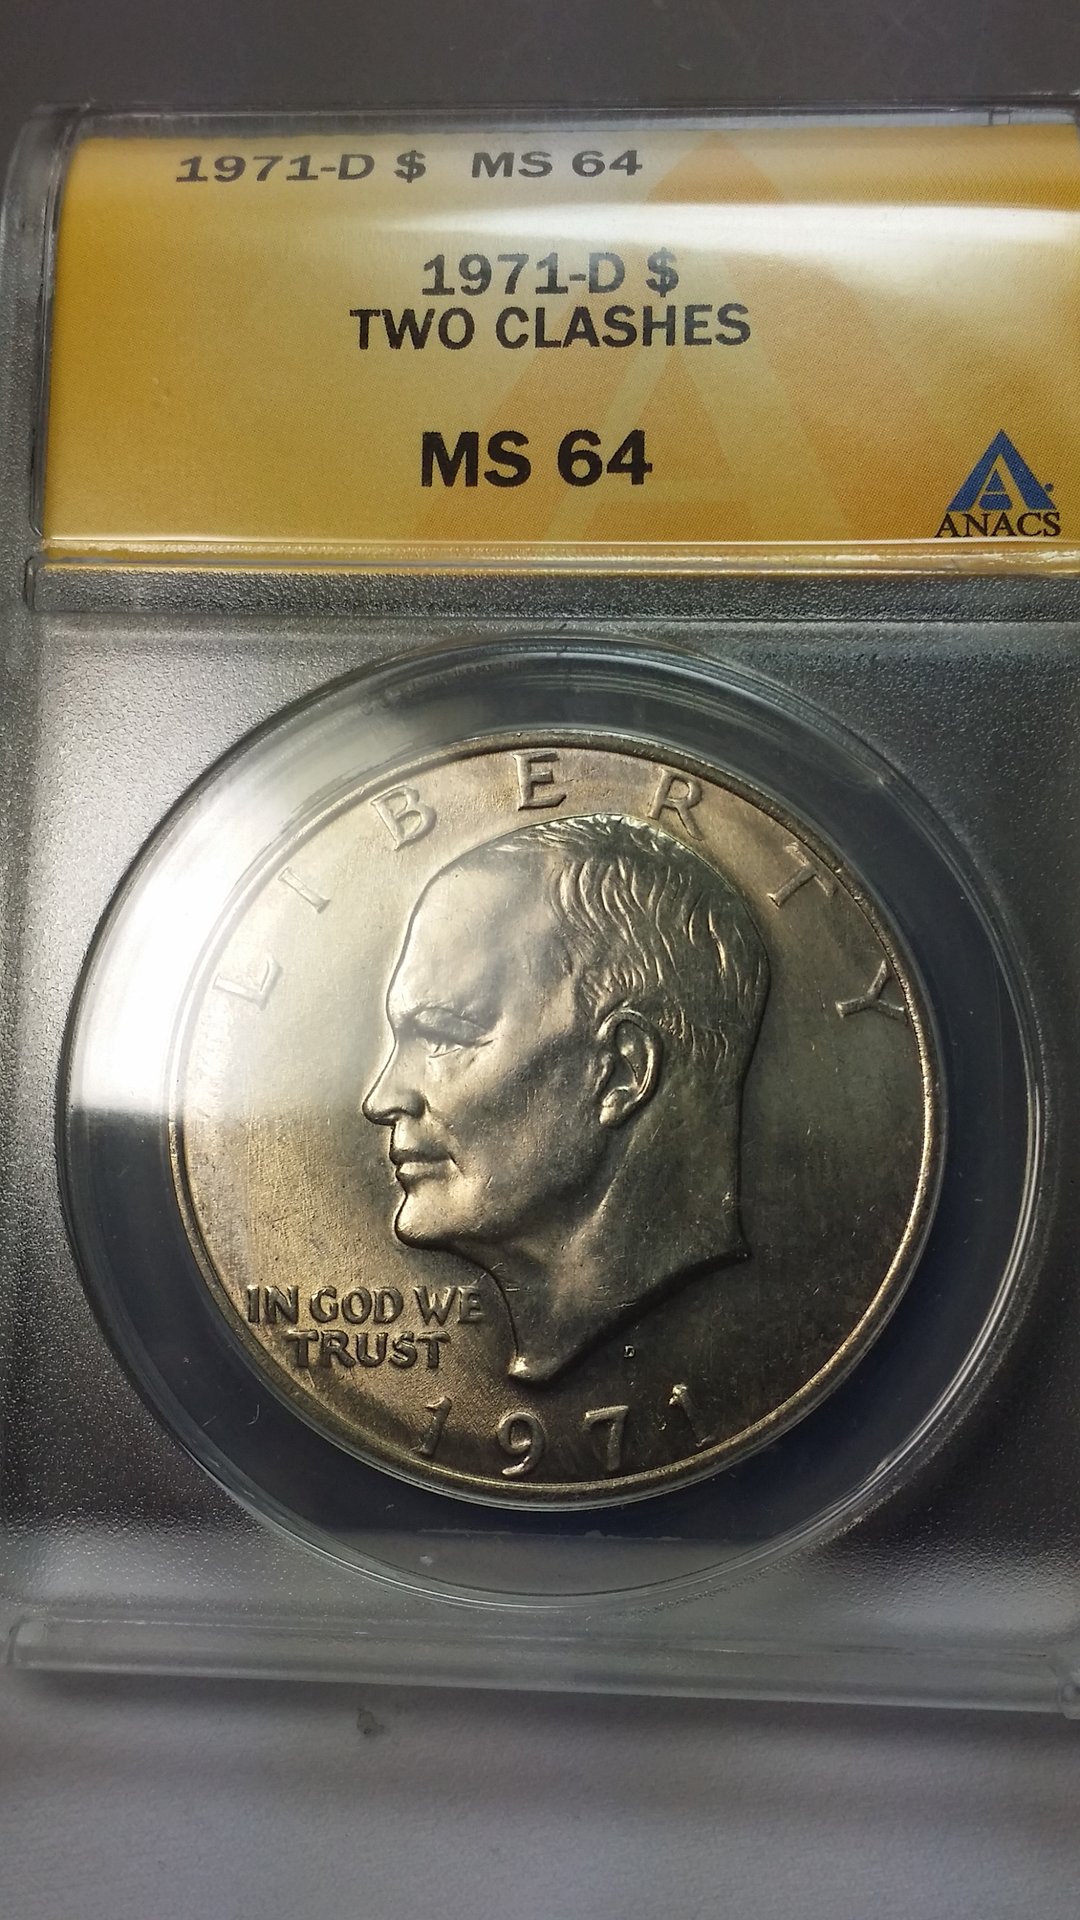 1971-D $ MS 64
1971-D $
TWO CLASHES
MS 64
ANACS
LIBERTY
IN GOD WE
TRUST
D
1971